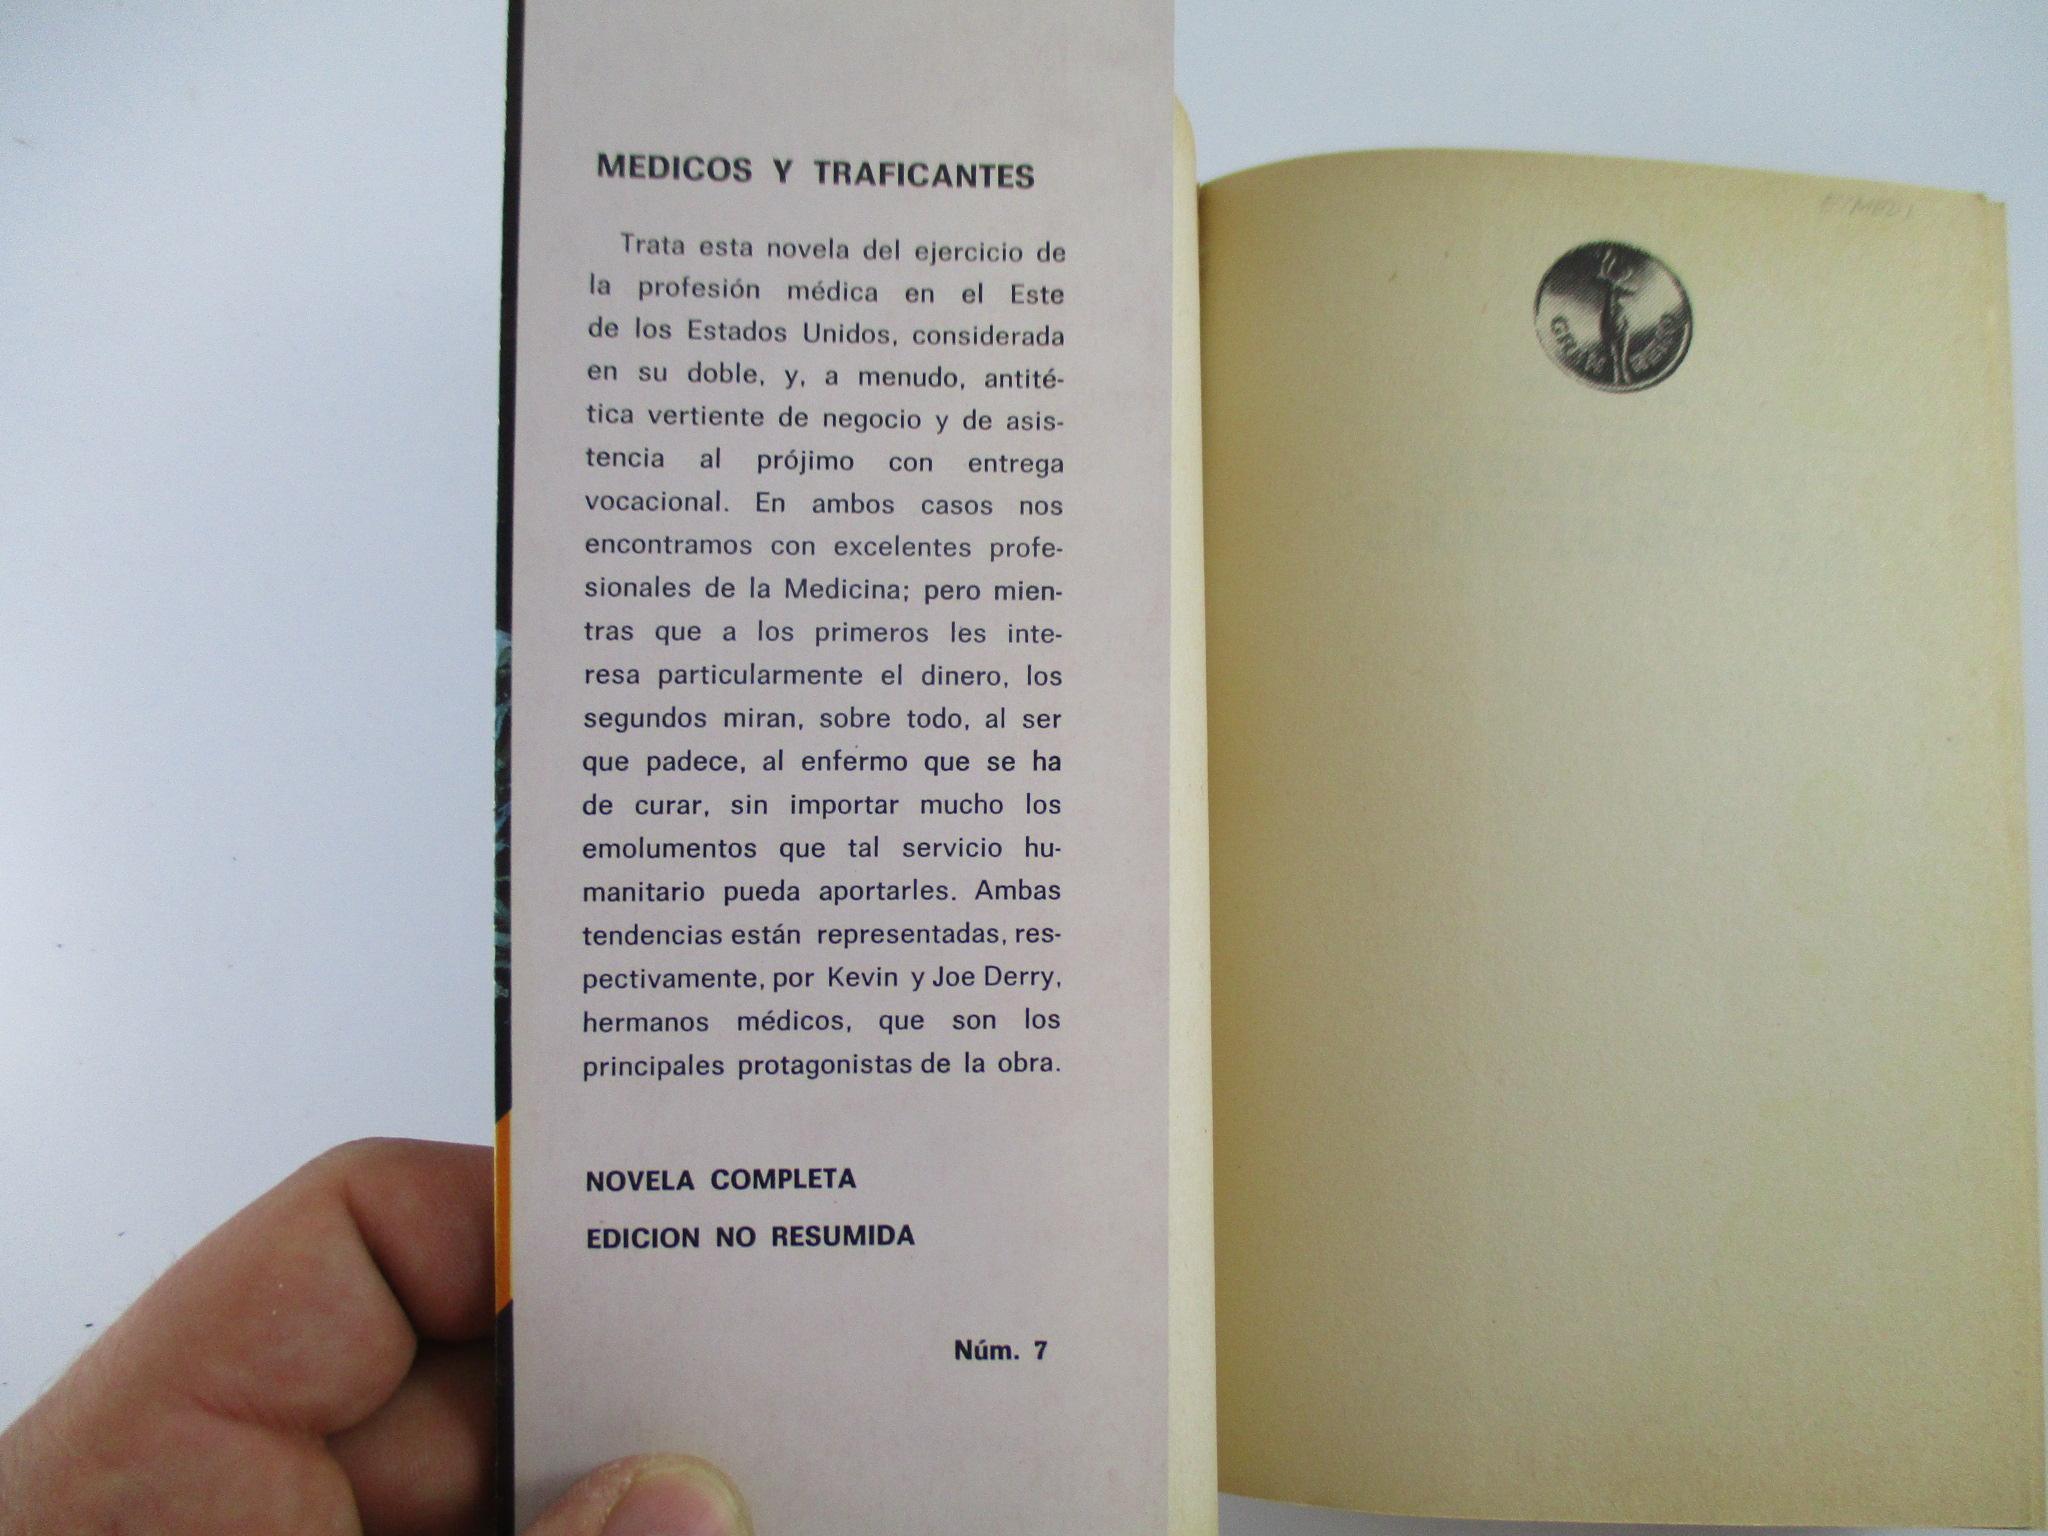 MEDICOS Y TRAFICANTES
Trata esta novela del ejercicio de
la profesión médica en el Este
de los Estados Unidos, considerada
en su doble, y, a menudo, antité-
tica vertiente de negocio y de asis-
tencia al prójimo con entrega
vocacional. En ambos casos nos
encontramos con excelentes profe-
sionales de la Medicina; pero mien-
tras que a los primeros les inte-
resa particularmente el dinero, los
segundos miran, sobre todo, al ser
que padece, al enfermo que se ha
de curar, sin importar mucho los
emolumentos que tal servicio hu-
manitario pueda aportarles. Ambas
tendencias están representadas, res-
pectivamente, por Kevin y Joe Derry,
hermanos médicos, que son los
principales protagonistas de la obra.
NOVELA COMPLETA
EDICION NO RESUMIDA
Núm. 7
GRAN